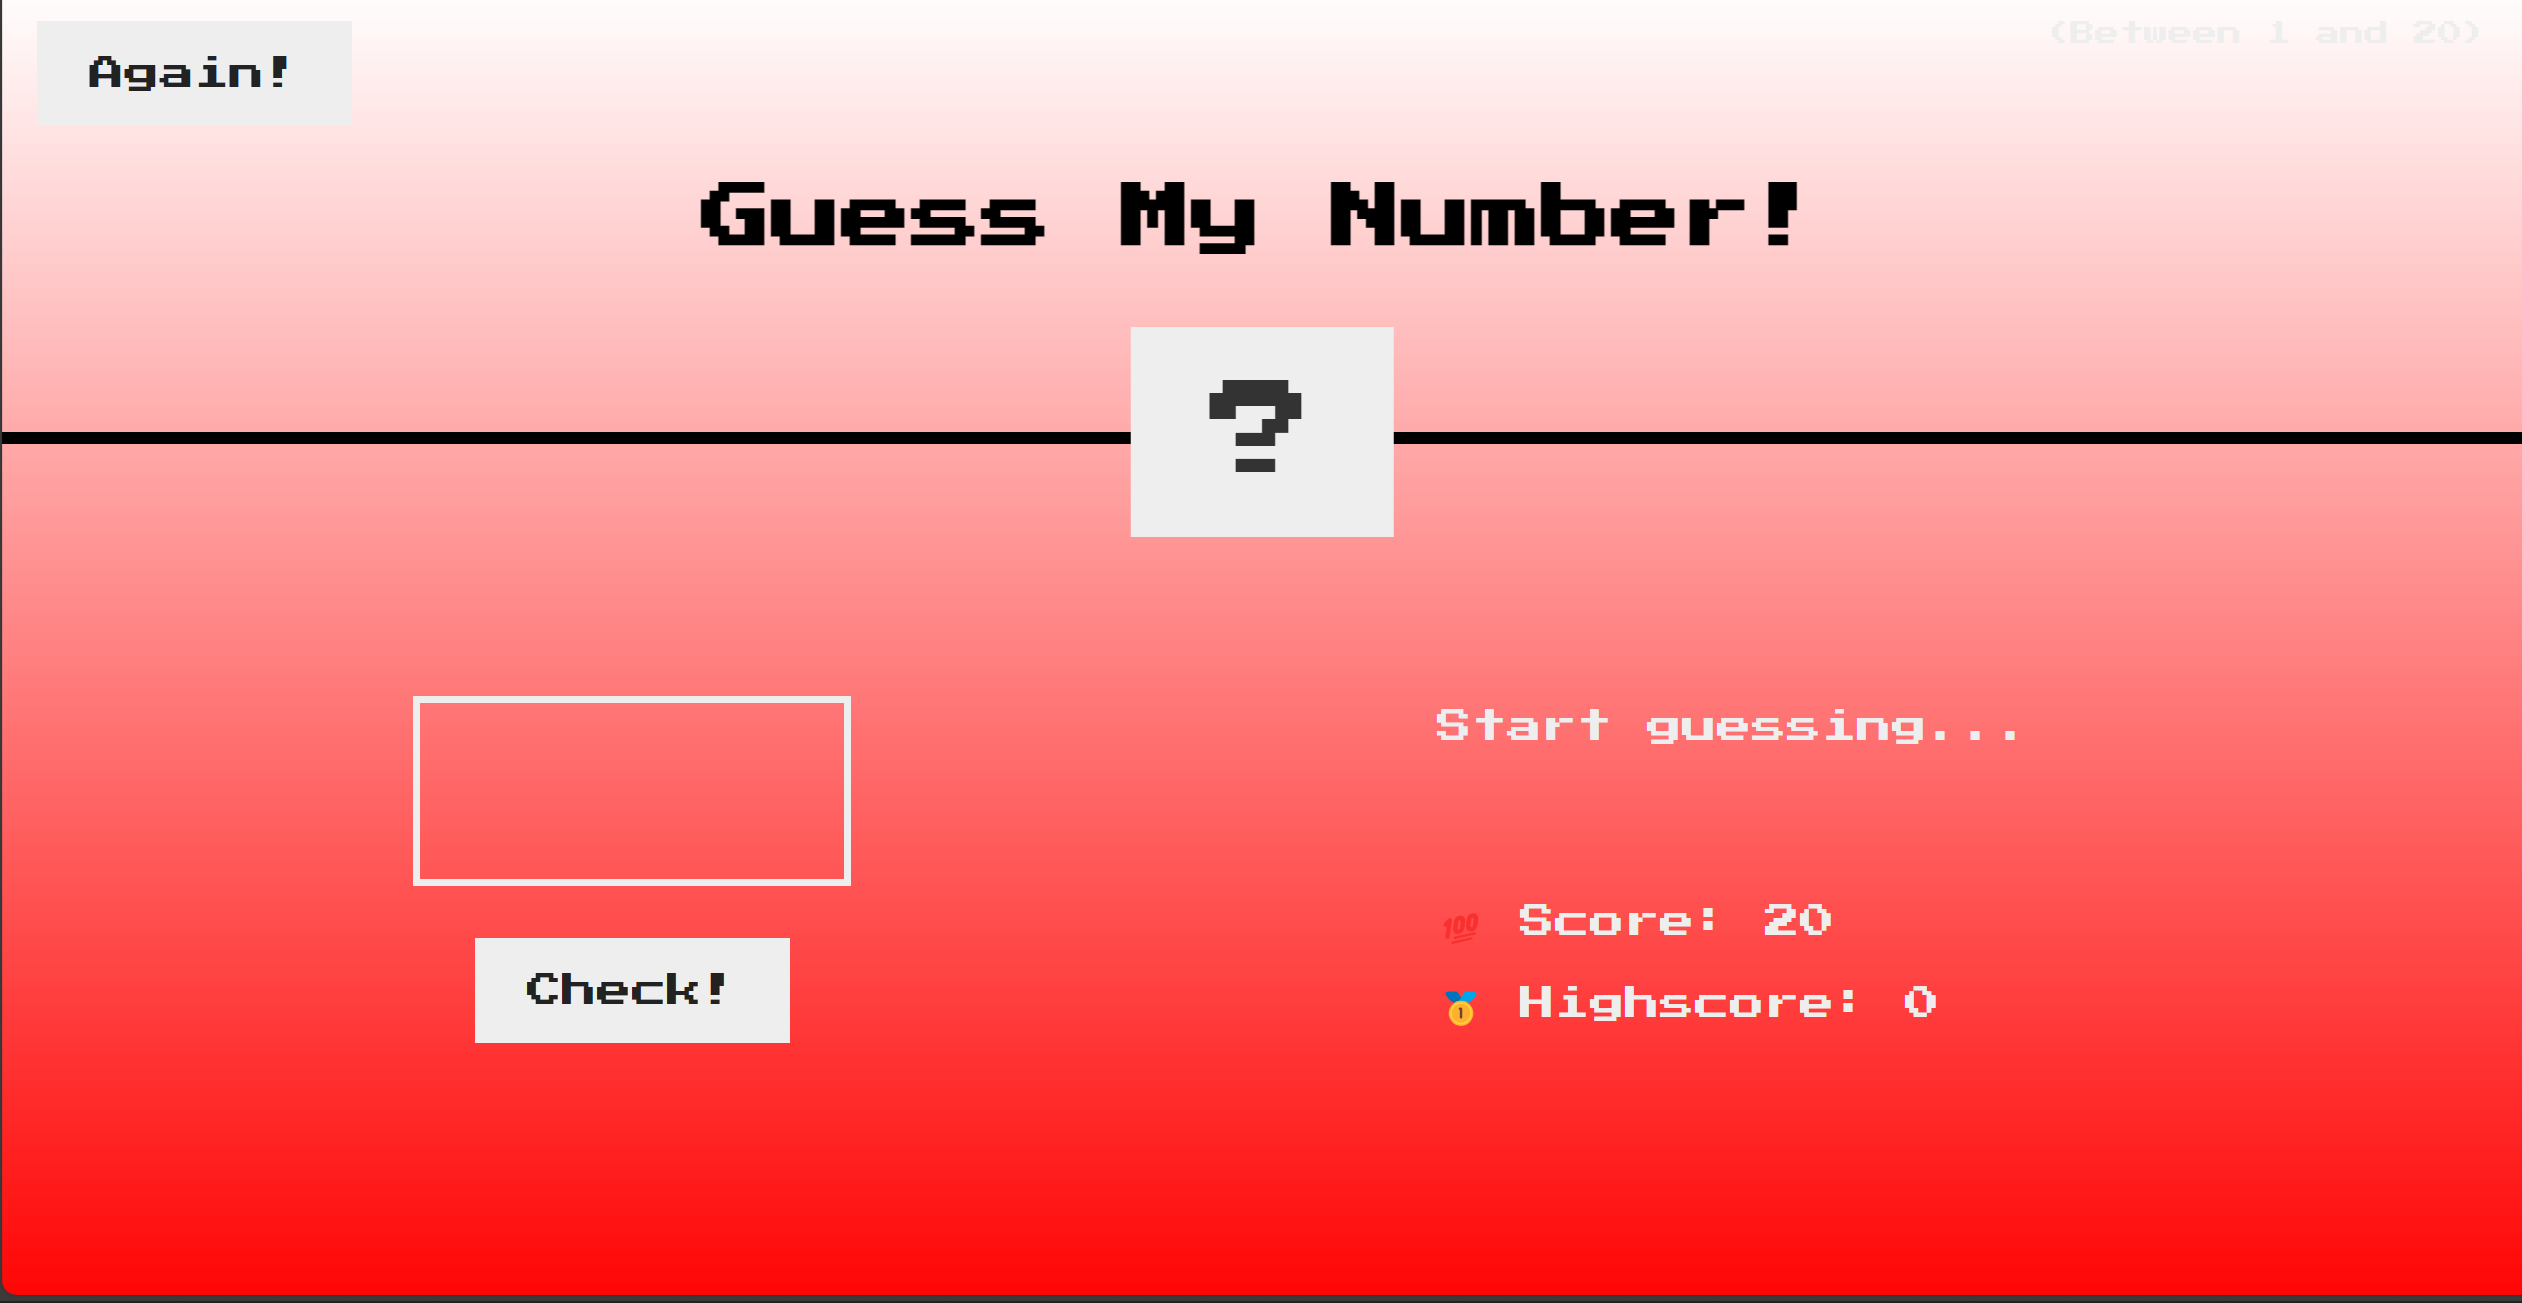 Again!
(Between 1 and 20)
Guess My Number!
?
Start guessing...
Check!
💯 Score: 20
🥇 Highscore: 0